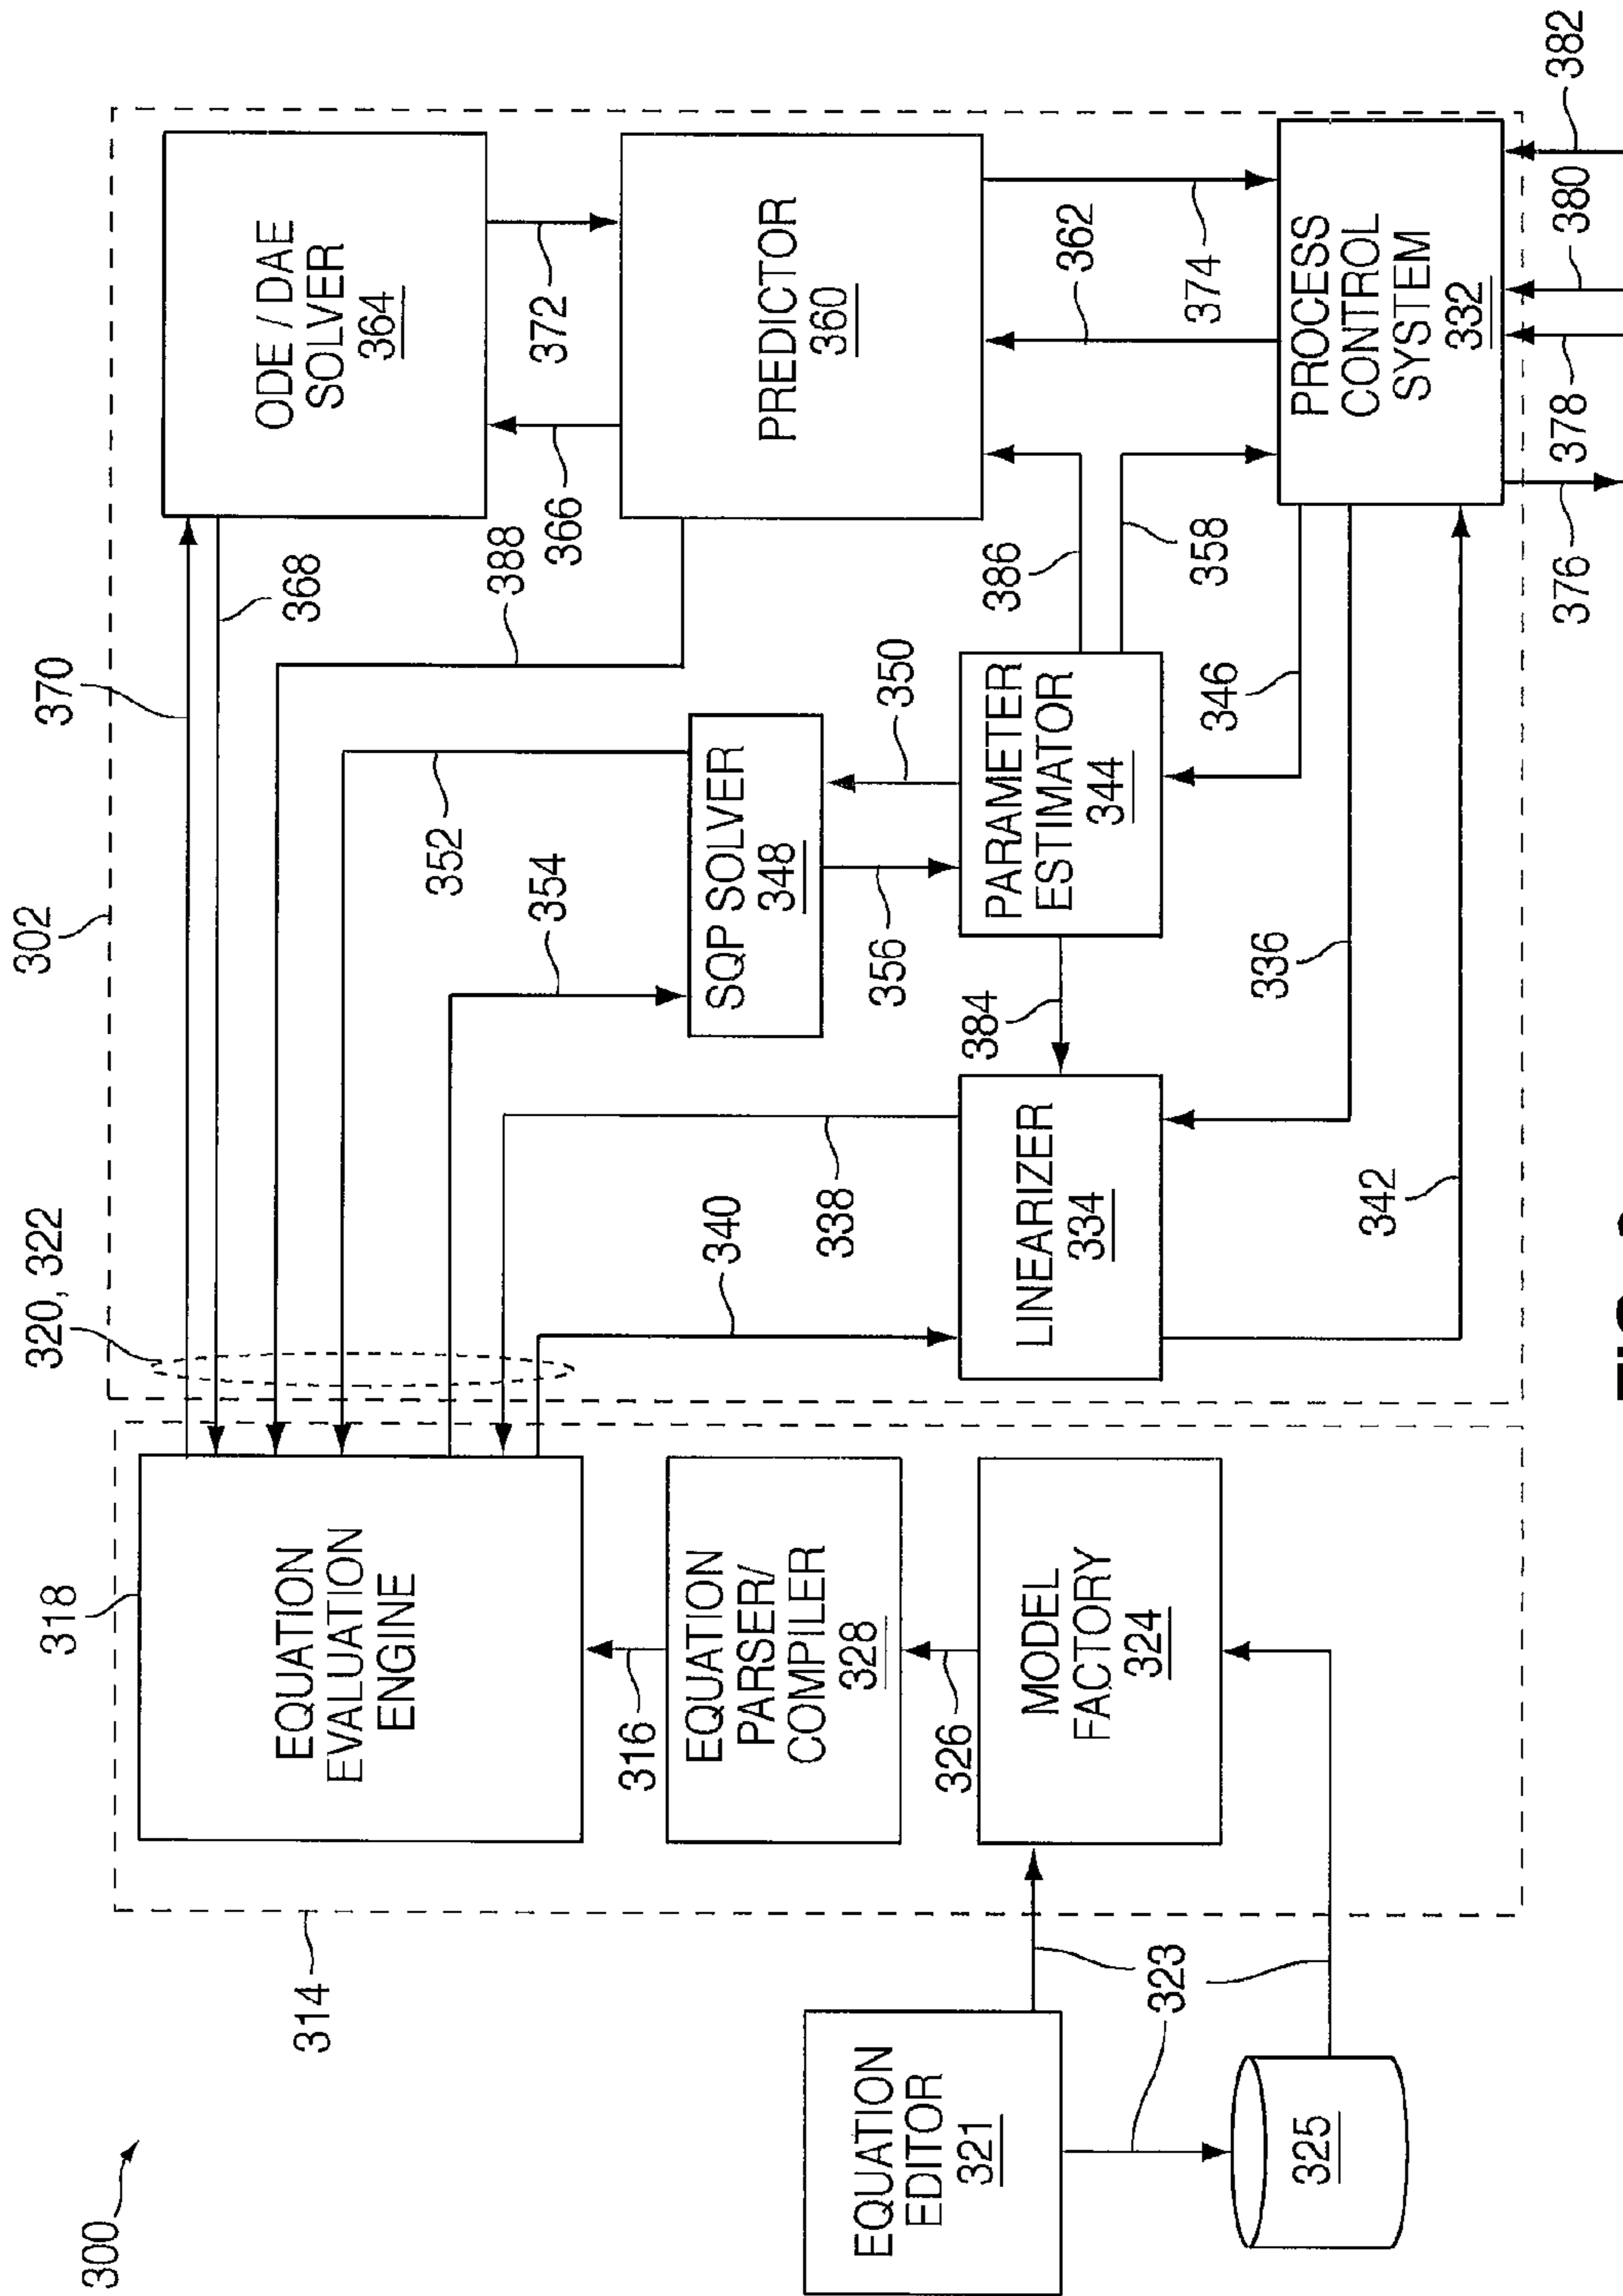 300
314
318
320, 322
302
370
EQUATION
EVALUATION
ENGINE
368
ODE / DAE
SOLVER
364
352
388
354
366
372
316
340
338
SQP SOLVER
348
356
350
PREDICTOR
360
EQUATION
PARSER/
COMPILER
328
326
EQUATION
EDITOR
321
MODEL
FACTORY
324
LINEARIZER
334
384
PARAMETER
ESTIMATOR
344
386
358
362
374
323
325
336
346
342
PROCESS
CONTROL
SYSTEM
332
376
378
380
382